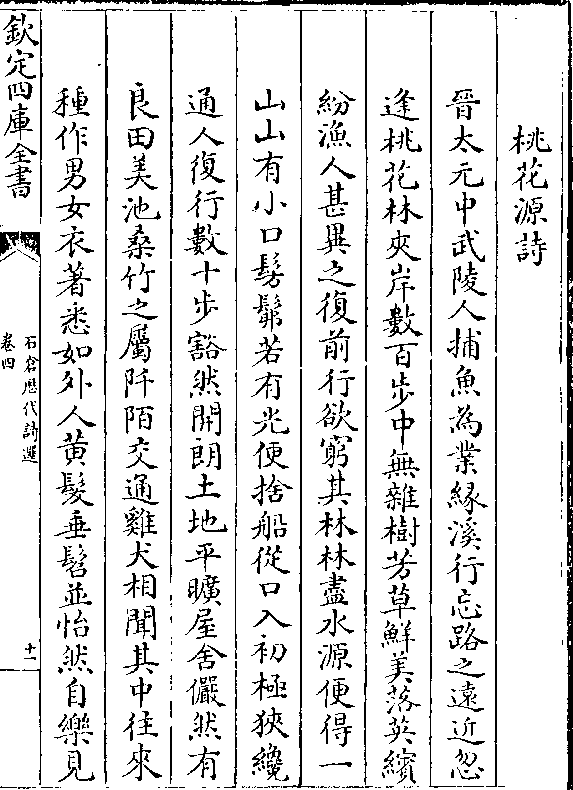 桃花源詩
晉太元中武陵人捕魚為業緣溪行忘路之遠近忽
逢桃花林夾岸數百步中無雜樹芳草鮮美落英繽
紛漁人甚異之復前行欲窮其林林盡水源便得一
山山有小口髣髴若有光便捨船從口入初極狹纔
通人復行數十步豁然開朗土地平曠屋舍儼然有
良田美池桑竹之屬阡陌交通雞犬相聞其中往來
種作男女衣著悉如外人黄髮垂髫並怡然自樂見
欽定四庫全書
石倉歴代詩選
卷四
十一